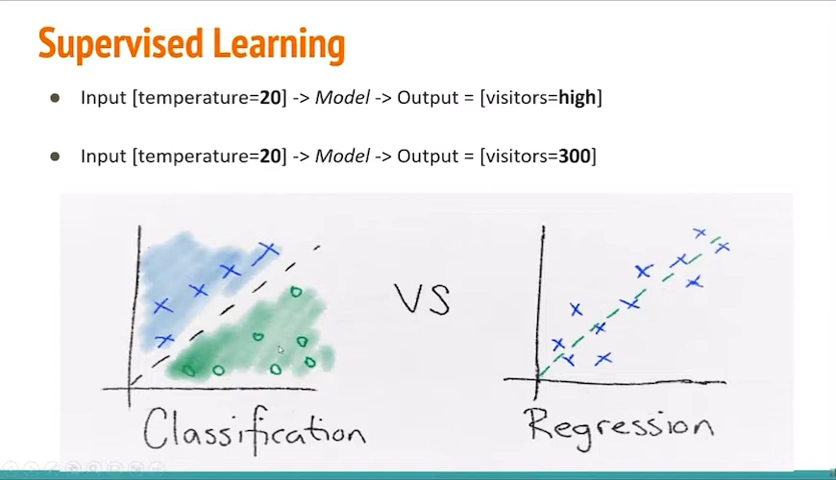 Supervised Learning
● Input [temperature=20] -> Model -> Output = [visitors=high]
● Input [temperature=20] -> Model -> Output = [visitors=300]
VS
Classification
Regression